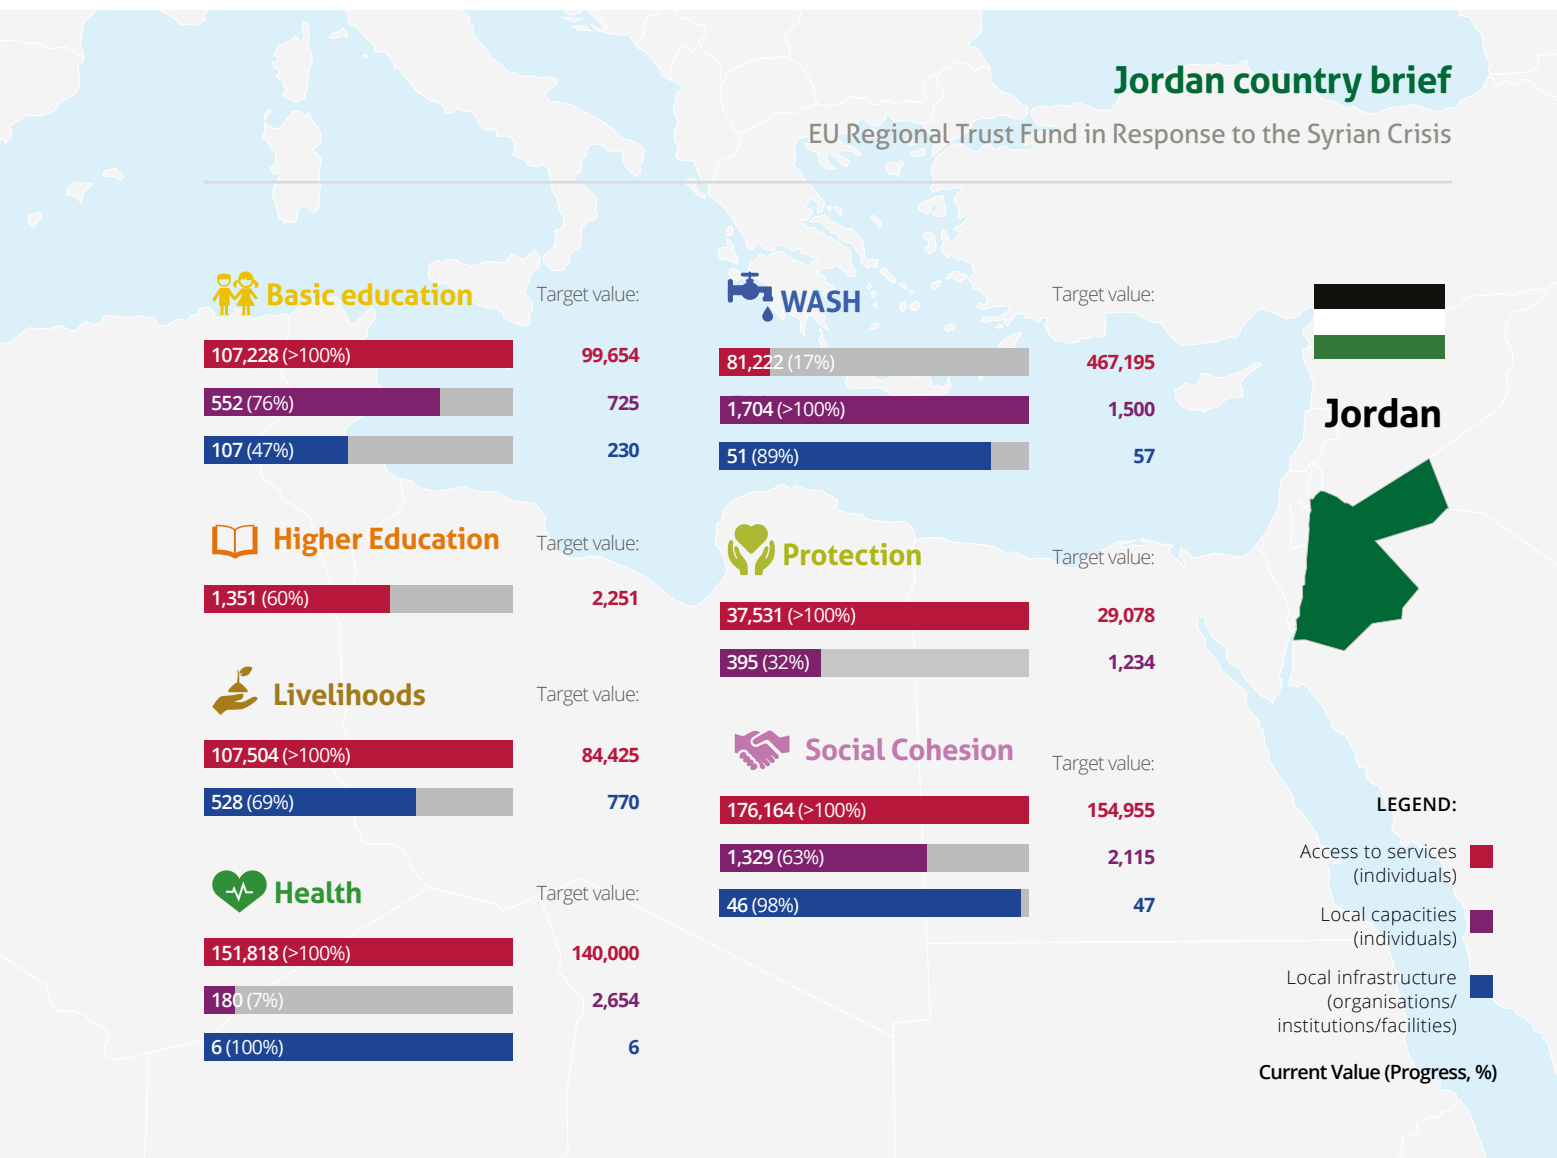 Jordan country brief
EU Regional Trust Fund in Response to the Syrian Crisis
Basic education
Target value:
107,228 (>100%)
99,654
552 (76%)
725
107 (47%)
230
Higher Education
Target value:
1,351 (60%)
2,251
Livelihoods
Target value:
107,504 (>100%)
84,425
528 (69%)
770
Health
Target value:
151,818 (>100%)
140,000
180 (7%)
2,654
6 (100%)
6
WASH
Target value:
81,222 (17%)
467,195
1,704 (>100%)
1,500
51 (89%)
57
Protection
Target value:
37,531 (>100%)
29,078
395 (32%)
1,234
Social Cohesion
Target value:
176,164 (>100%)
154,955
1,329 (63%)
2,115
46 (98%)
47
Jordan
LEGEND:
Access to services
(individuals)
Local capacities
(individuals)
Local infrastructure
(organisations/
institutions/facilities)
Current Value (Progress, %)